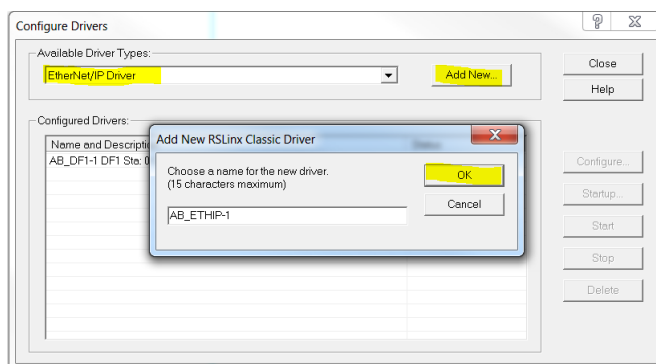 Configure Drivers
Available Driver Types:
EtherNet/IP Driver
Add New...
Close
Help
Configured Drivers:
Name and Descriptio
AB_DF1-1 DF1 Sta: 0
Add New RSLinx Classic Driver
Choose a name for the new driver.
(15 characters maximum)
AB_ETHIP-1
OK
Cancel
Configure...
Startup...
Start
Stop
Delete